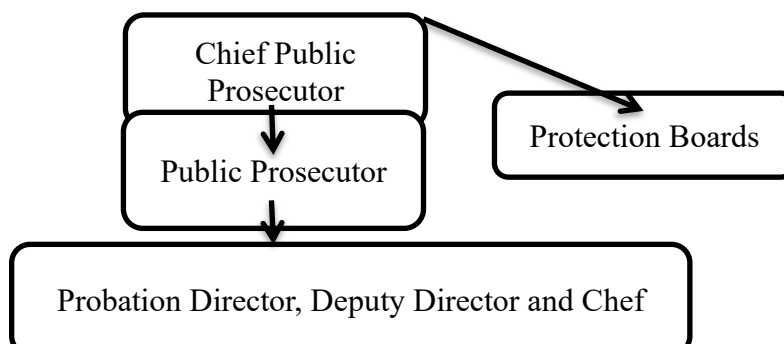 Chief Public
Prosecutor
Protection Boards
Public Prosecutor
Probation Director, Deputy Director and Chef